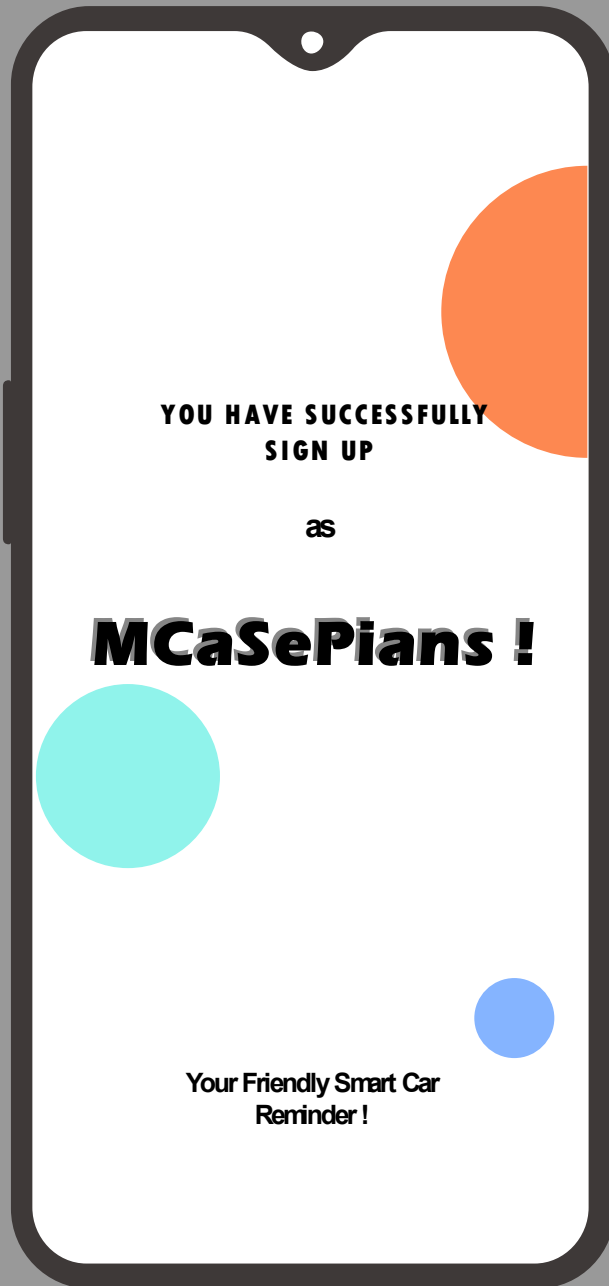 YOU HAVE SUCCESSFULLY
SIGN UP
as
MCaSePians !
Your Friendly Smart Car
Reminder !